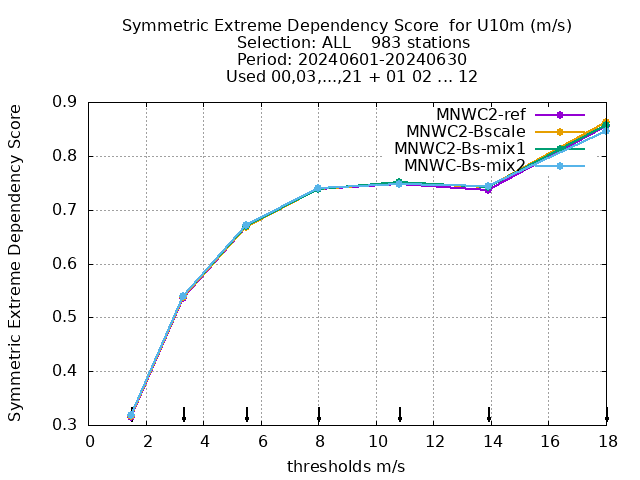 Symmetric Extreme Dependency Score  for U10m (m/s)
Selection: ALL    983 stations
Period: 20240601-20240630
Used 00,03,...,21 + 01 02 ... 12
Symmetric Extreme Dependency Score
0.9
0.8
0.7
0.6
0.5
0.4
0.3
MNWC2-ref
MNWC2-Bscale
MNWC2-Bs-mix1
MNWC-Bs-mix2
0 2 4 6 8 10 12 14 16 18
thresholds m/s